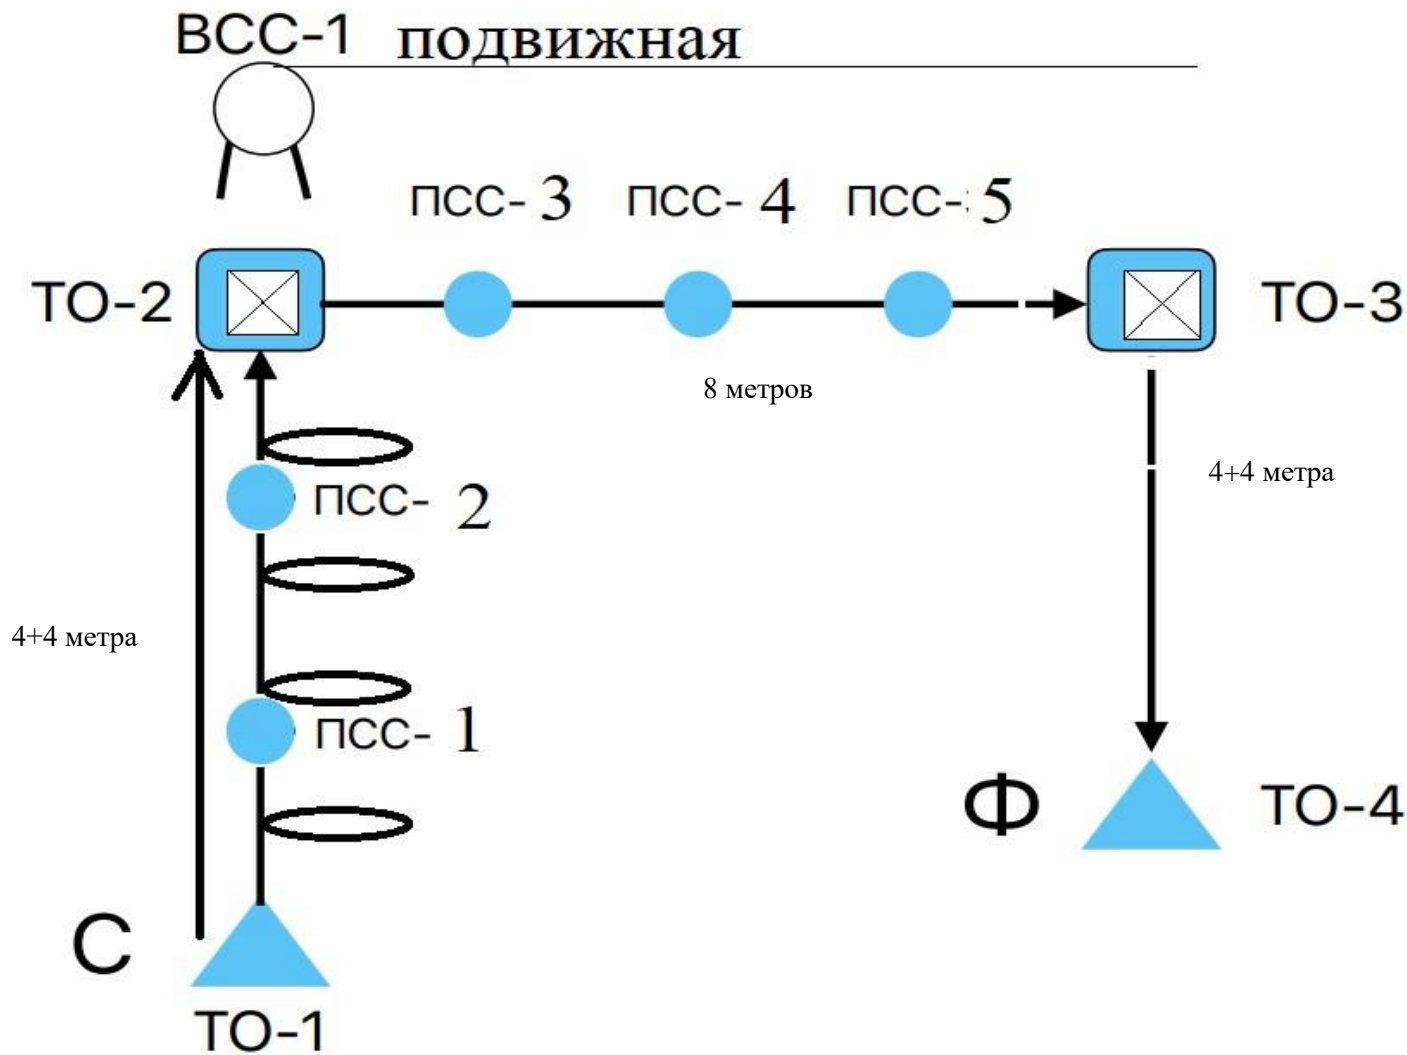 ВСС-1 подвижная
ПСС- 3 ПСС- 4 ПСС- 5
ТО-2 ТО-3
8 метров
4+4 метра
ПСС- 2
4+4 метра
ПСС- 1
Ф ТО-4
С
ТО-1